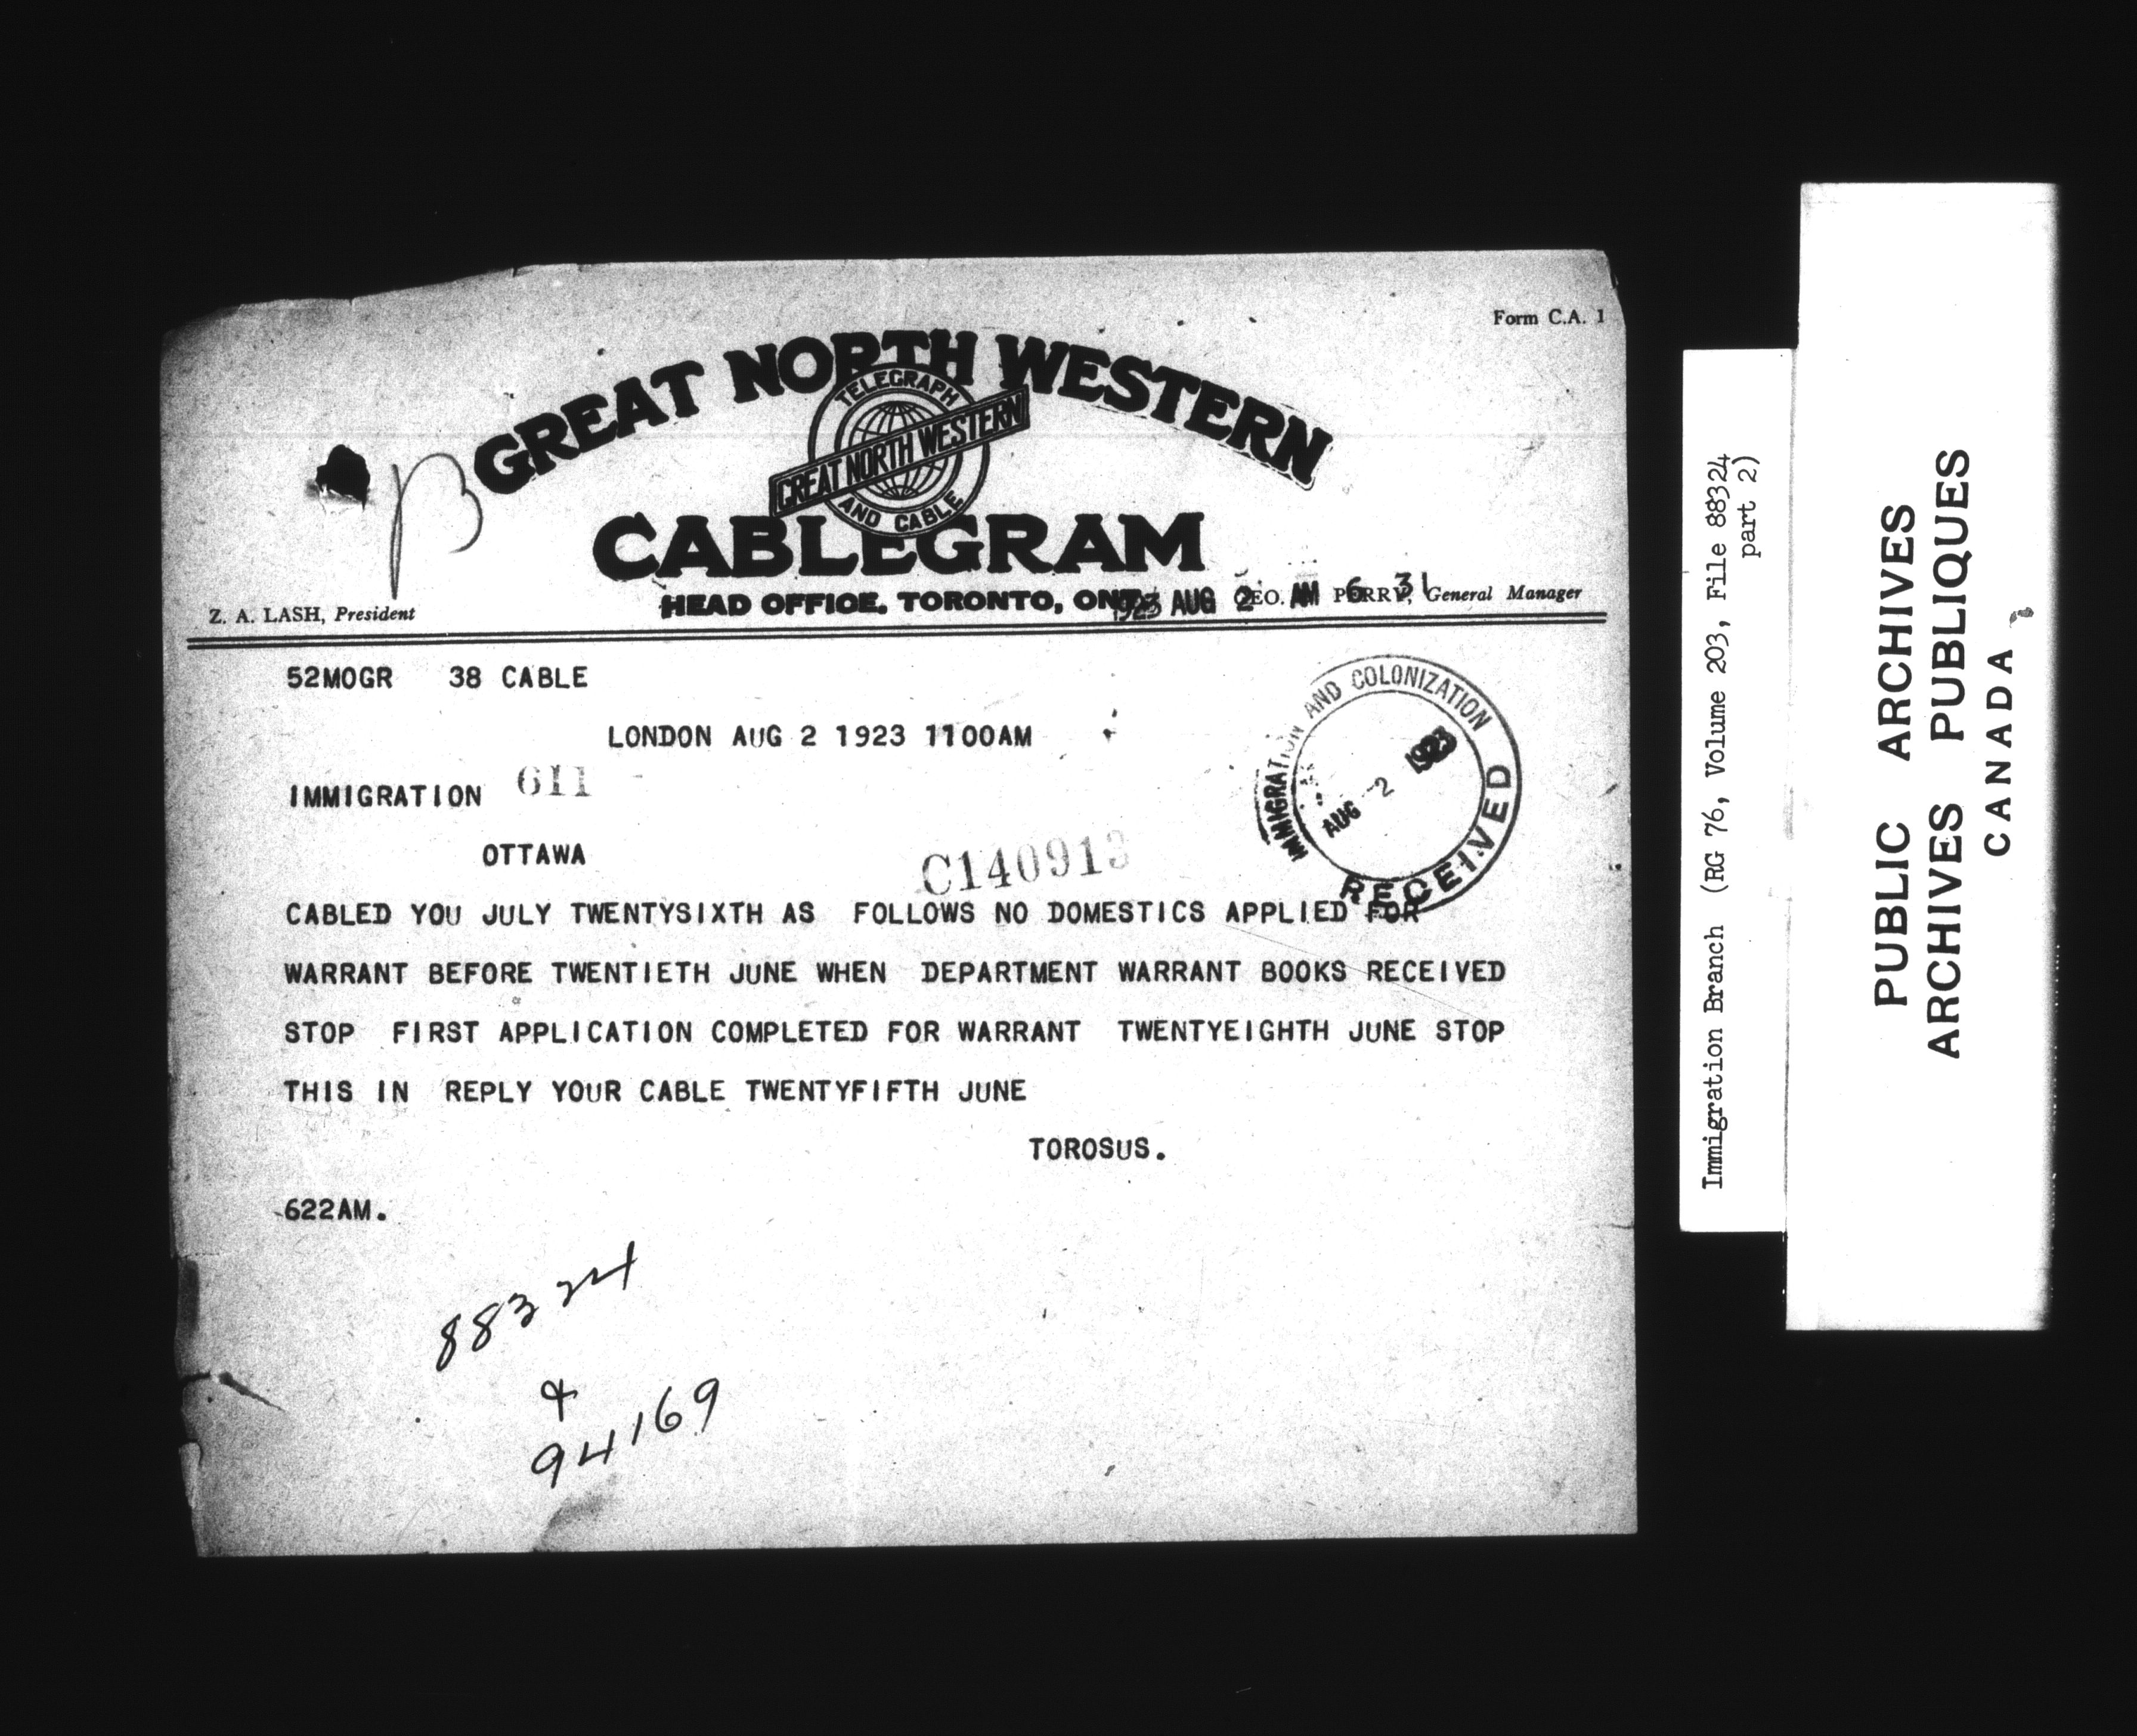 Form C.A. 1
GREAT NORTH WESTERN
TELEGRAPH
GREAT NORTH WESTERN
AND CABLE
CABLEGRAM
HEAD OFFICE, TORONTO, ONT.
Z. A. LASH, President
GEO. PERRY, General Manager
1923 AUG 2 AM 6 31
52MOGR 38 CABLE
LONDON AUG 2 1923 1100AM
IMMIGRATION 611
OTTAWA
C140913
IMMIGRATION AND COLONIZATION
AUG 2 1923
RECEIVED
CABLED YOU JULY TWENTYSIXTH AS FOLLOWS NO DOMESTICS APPLIED FOR
WARRANT BEFORE TWENTIETH JUNE WHEN DEPARTMENT WARRANT BOOKS RECEIVED
STOP FIRST APPLICATION COMPLETED FOR WARRANT TWENTYEIGHTH JUNE STOP
THIS IN REPLY YOUR CABLE TWENTYFIFTH JUNE
TOROSUS.
622AM.
88324
&
94169
Immigration Branch (RG 76, Volume 203, File 88324
part 2)
PUBLIC ARCHIVES
ARCHIVES PUBLIQUES
CANADA